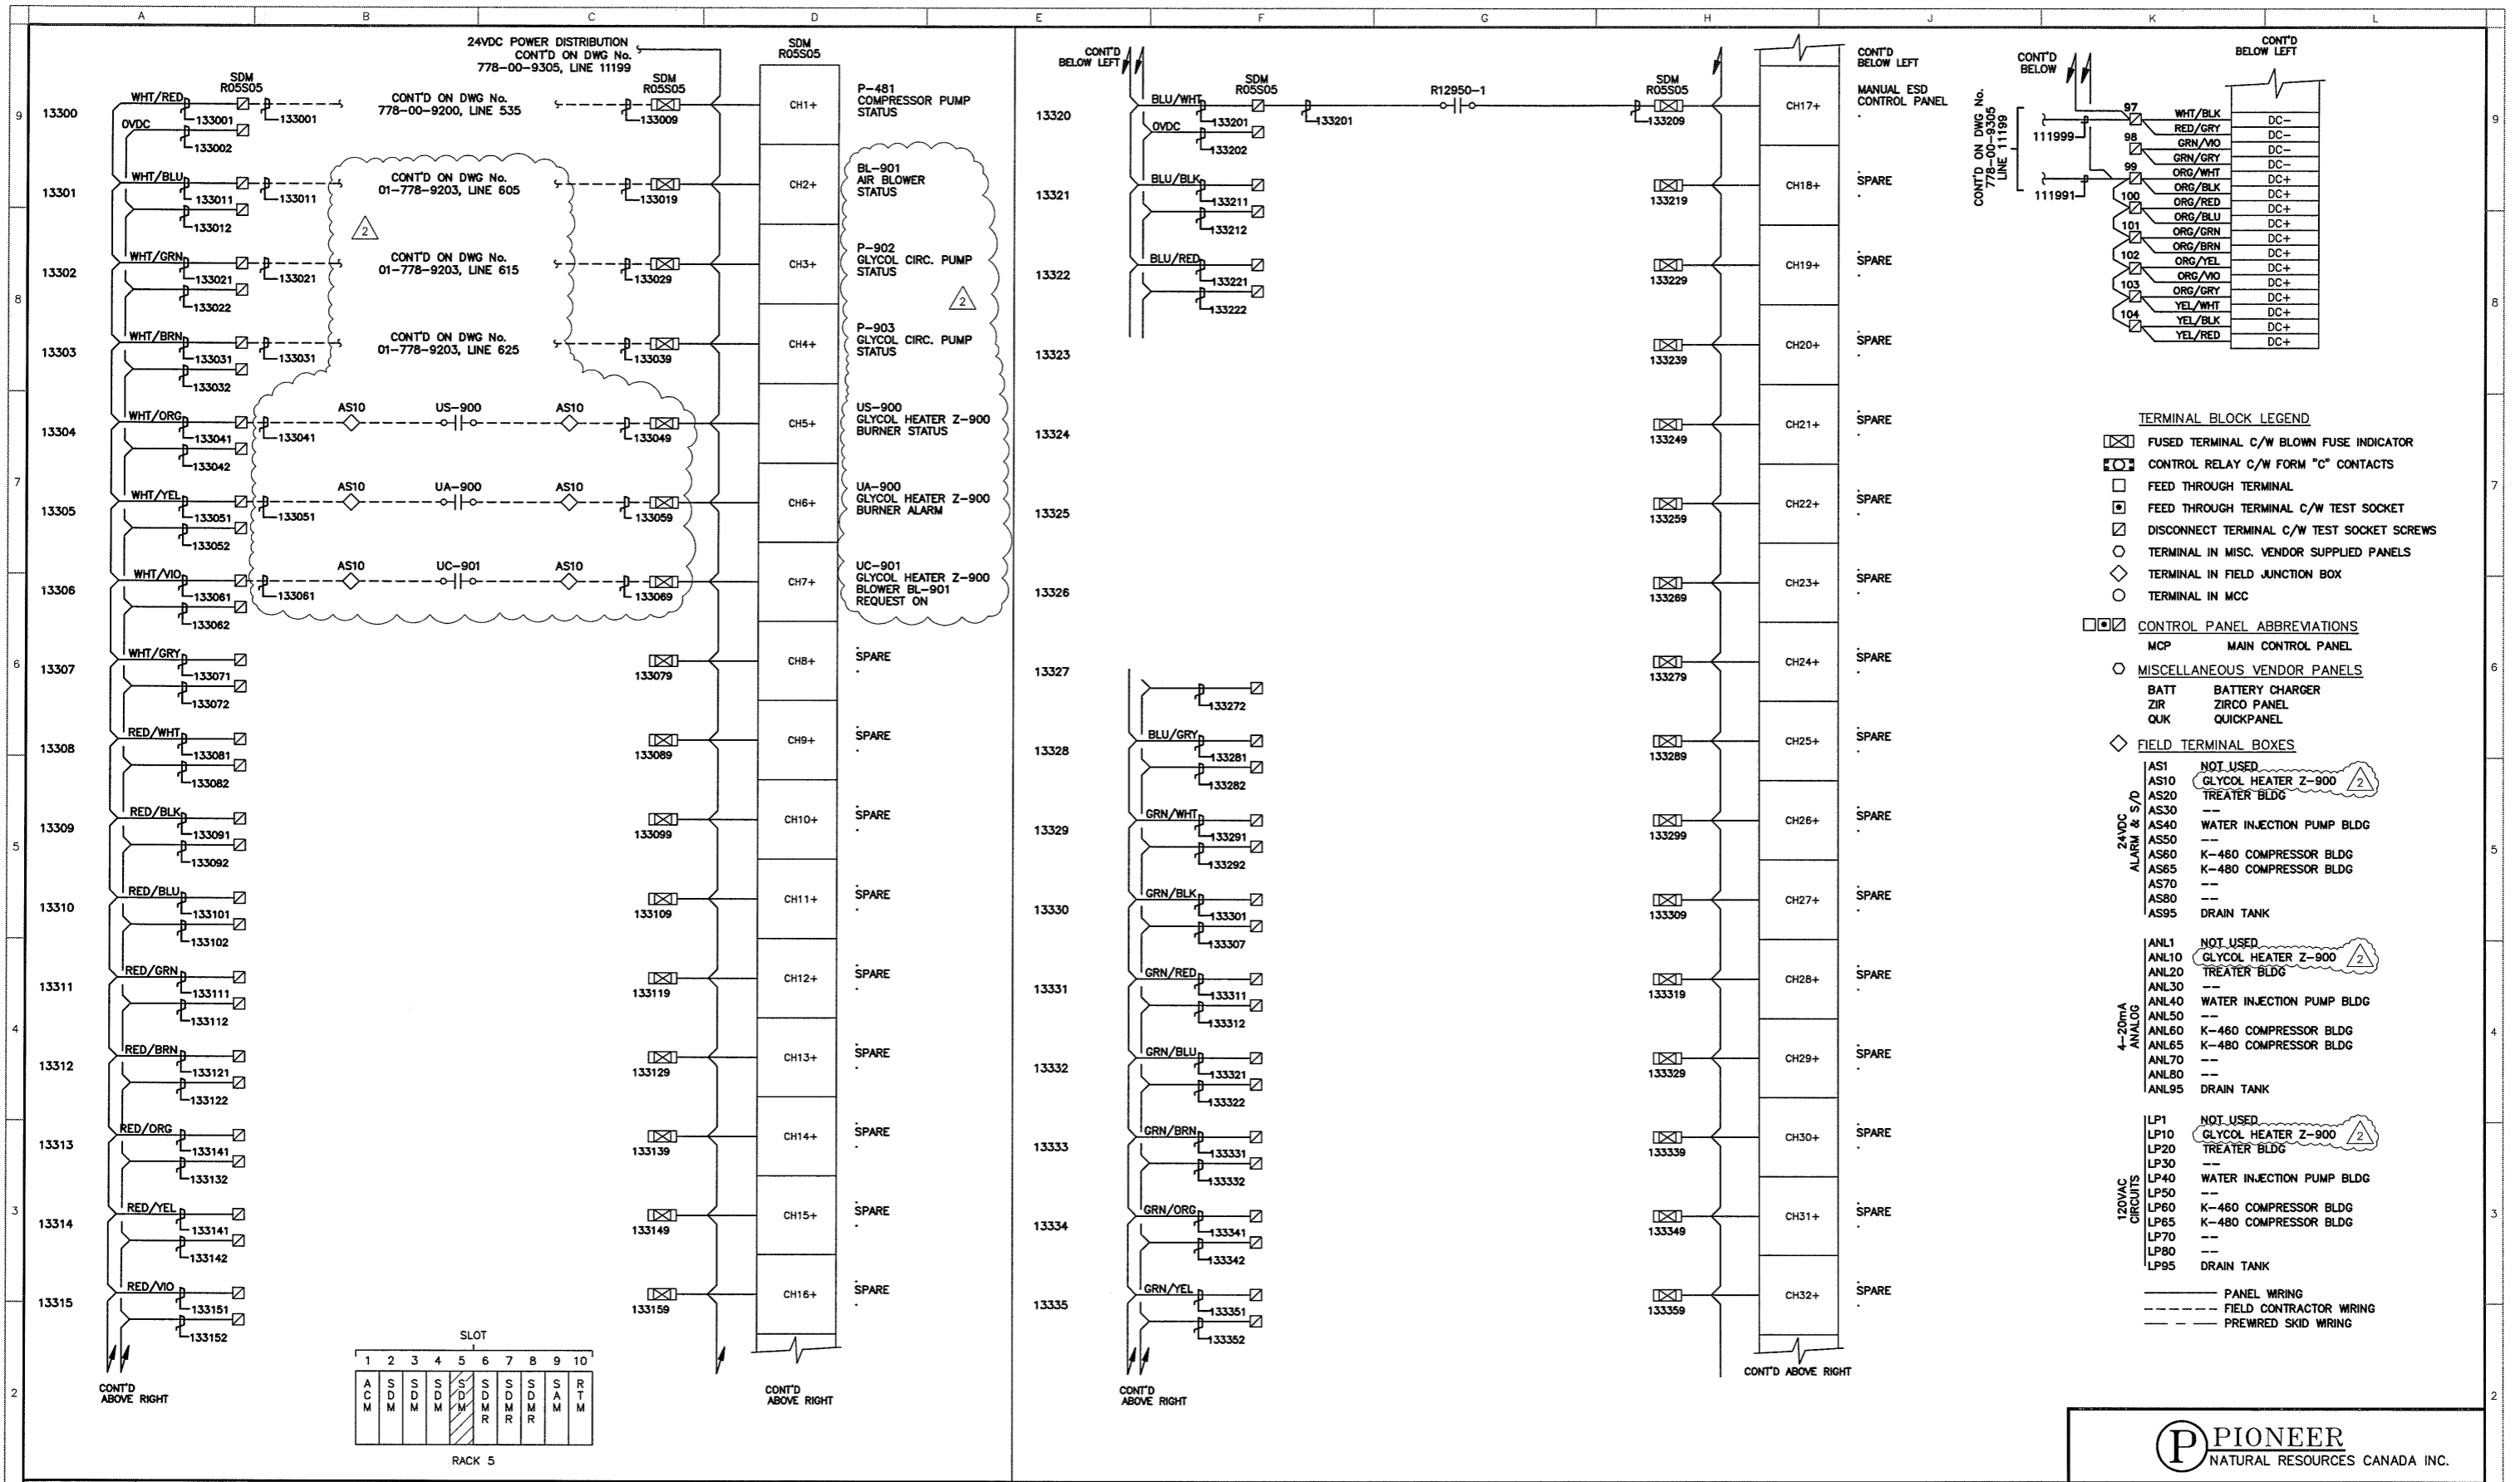 A B C D E F G H J K L
24VDC POWER DISTRIBUTION
CONT'D ON DWG No.
778-00-9305, LINE 11199
SDM
R05S05
SDM
R05S05
SDM
R05S05
9
13300
WHT/RED
133001
133001
CONT'D ON DWG No.
778-00-9200, LINE 535
133009
CH1+
P-481
COMPRESSOR PUMP
STATUS
0VDC
133002
13301
WHT/BLU
133011
133011
CONT'D ON DWG No.
01-778-9203, LINE 605
133019
CH2+
BL-901
AIR BLOWER
STATUS
133012
2
13302
WHT/GRN
133021
133021
CONT'D ON DWG No.
01-778-9203, LINE 615
133029
CH3+
P-902
GLYCOL CIRC. PUMP
STATUS
133022
8
2
13303
WHT/BRN
133031
133031
CONT'D ON DWG No.
01-778-9203, LINE 625
133039
CH4+
P-903
GLYCOL CIRC. PUMP
STATUS
133032
13304
WHT/ORG
133041
133041
AS10
US-900
AS10
133049
CH5+
US-900
GLYCOL HEATER Z-900
BURNER STATUS
133042
7
13305
WHT/YEL
133051
133051
AS10
UA-900
AS10
133059
CH6+
UA-900
GLYCOL HEATER Z-900
BURNER ALARM
133052
13306
WHT/VIO
133061
133061
AS10
UC-901
AS10
133069
CH7+
UC-901
GLYCOL HEATER Z-900
BLOWER BL-901
REQUEST ON
133062
6
13307
WHT/GRY
133071
133079
CH8+
SPARE
133072
13308
RED/WHT
133081
133089
CH9+
SPARE
133082
13309
RED/BLK
133091
133099
CH10+
SPARE
133092
5
13310
RED/BLU
133101
133109
CH11+
SPARE
133102
13311
RED/GRN
133111
133119
CH12+
SPARE
133112
4
13312
RED/BRN
133121
133129
CH13+
SPARE
133122
13313
RED/ORG
133141
133139
CH14+
SPARE
133132
3
13314
RED/YEL
133141
133149
CH15+
SPARE
133142
13315
RED/VIO
133151
133159
CH16+
SPARE
133152
2
CONT'D
ABOVE RIGHT
SLOT
1 2 3 4 5 6 7 8 9 10
ACM SDM SDM SDM SDM SDMR SDMR SDMR SAM RTM
RACK 5
CONT'D
ABOVE RIGHT
CONT'D
BELOW LEFT
SDM
R05S05
SDM
R05S05
CONT'D
BELOW LEFT
13320
BLU/WHT
133201
133201
R12950-1
133209
CH17+
MANUAL ESD
CONTROL PANEL
0VDC
133202
13321
BLU/BLK
133211
133219
CH18+
SPARE
133212
13322
BLU/RED
133221
133229
CH19+
SPARE
133222
13323
133239
CH20+
SPARE
13324
133249
CH21+
SPARE
13325
133259
CH22+
SPARE
13326
133269
CH23+
SPARE
13327
133279
CH24+
SPARE
133272
13328
BLU/GRY
133281
133289
CH25+
SPARE
133282
13329
GRN/WHT
133291
133299
CH26+
SPARE
133292
13330
GRN/BLK
133301
133309
CH27+
SPARE
133307
13331
GRN/RED
133311
133319
CH28+
SPARE
133312
13332
GRN/BLU
133321
133329
CH29+
SPARE
133322
13333
GRN/BRN
133331
133339
CH30+
SPARE
133332
13334
GRN/ORG
133341
133349
CH31+
SPARE
133342
13335
GRN/YEL
133351
133359
CH32+
SPARE
133352
CONT'D
ABOVE RIGHT
CONT'D ABOVE RIGHT
CONT'D
BELOW
CONT'D
BELOW LEFT
CONT'D ON DWG No.
778-00-9305
LINE 11199
111999
111991
97
WHT/BLK DC-
RED/GRY DC-
98
GRN/VIO DC-
GRN/GRY DC-
99
ORG/WHT DC+
ORG/BLK DC+
100
ORG/RED DC+
ORG/BLU DC+
101
ORG/GRN DC+
ORG/BRN DC+
102
ORG/YEL DC+
ORG/VIO DC+
103
ORG/GRY DC+
YEL/WHT DC+
104
YEL/BLK DC+
YEL/RED DC+
9
8
7
6
5
4
3
2
TERMINAL BLOCK LEGEND
FUSED TERMINAL C/W BLOWN FUSE INDICATOR
CONTROL RELAY C/W FORM "C" CONTACTS
FEED THROUGH TERMINAL
FEED THROUGH TERMINAL C/W TEST SOCKET
DISCONNECT TERMINAL C/W TEST SOCKET SCREWS
TERMINAL IN MISC. VENDOR SUPPLIED PANELS
TERMINAL IN FIELD JUNCTION BOX
TERMINAL IN MCC
CONTROL PANEL ABBREVIATIONS
MCP MAIN CONTROL PANEL
MISCELLANEOUS VENDOR PANELS
BATT BATTERY CHARGER
ZIR ZIRCO PANEL
QUK QUICKPANEL
FIELD TERMINAL BOXES
24VDC
ALARM & S/D
AS1 NOT USED
AS10 GLYCOL HEATER Z-900 2
AS20 TREATER BLDG
AS30 --
AS40 WATER INJECTION PUMP BLDG
AS50 --
AS60 K-460 COMPRESSOR BLDG
AS65 K-480 COMPRESSOR BLDG
AS70 --
AS80 --
AS95 DRAIN TANK
4-20mA
ANALOG
ANL1 NOT USED
ANL10 GLYCOL HEATER Z-900 2
ANL20 TREATER BLDG
ANL30 --
ANL40 WATER INJECTION PUMP BLDG
ANL50 --
ANL60 K-460 COMPRESSOR BLDG
ANL65 K-480 COMPRESSOR BLDG
ANL70 --
ANL80 --
ANL95 DRAIN TANK
120VAC
CIRCUITS
LP1 NOT USED
LP10 GLYCOL HEATER Z-900 2
LP20 TREATER BLDG
LP30 --
LP40 WATER INJECTION PUMP BLDG
LP50 --
LP60 K-460 COMPRESSOR BLDG
LP65 K-480 COMPRESSOR BLDG
LP70 --
LP80 --
LP95 DRAIN TANK
PANEL WIRING
FIELD CONTRACTOR WIRING
PREWIRED SKID WIRING
P PIONEER
NATURAL RESOURCES CANADA INC.